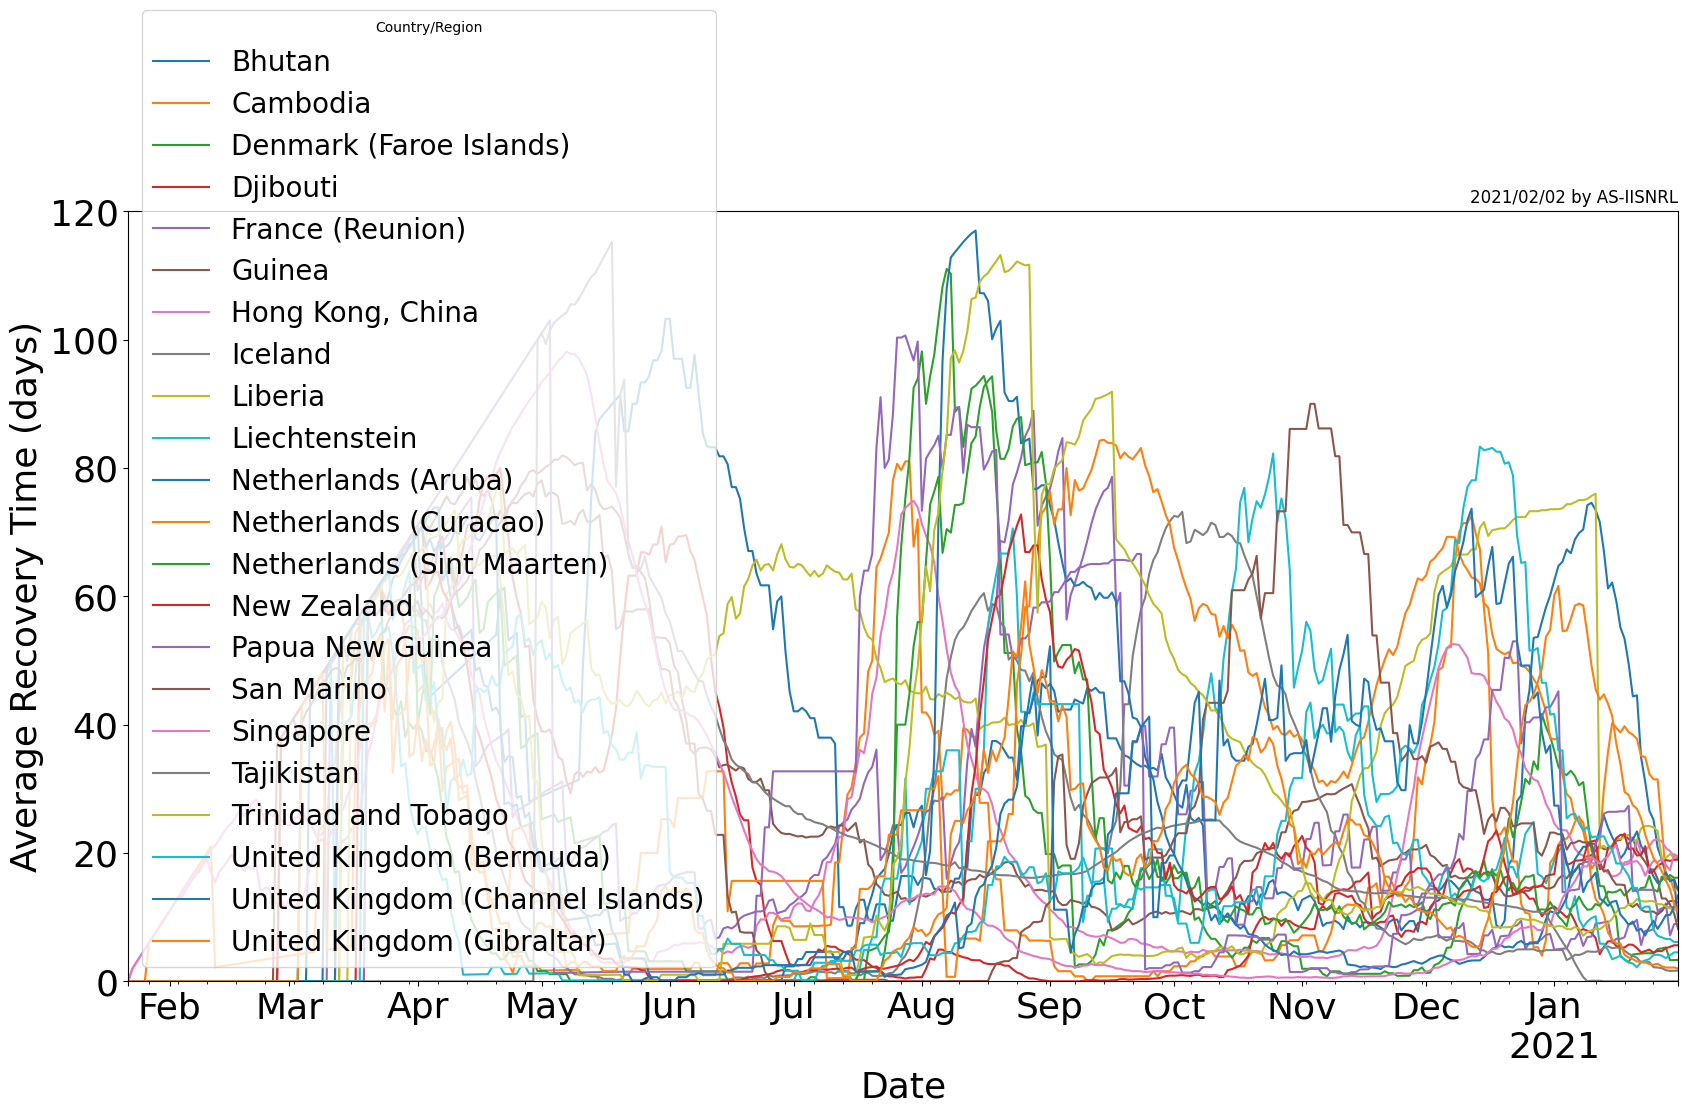 Country/Region
Bhutan
Cambodia
Denmark (Faroe Islands)
Djibouti
France (Reunion)
Guinea
Hong Kong, China
Iceland
Liberia
Liechtenstein
Netherlands (Aruba)
Netherlands (Curacao)
Netherlands (Sint Maarten)
New Zealand
Papua New Guinea
San Marino
Singapore
Tajikistan
Trinidad and Tobago
United Kingdom (Bermuda)
United Kingdom (Channel Islands)
United Kingdom (Gibraltar)
2021/02/02 by AS-IISNRL
Average Recovery Time (days)
120
100
80
60
40
20
0
Feb Mar Apr May Jun Jul Aug Sep Oct Nov Dec Jan
2021
Date